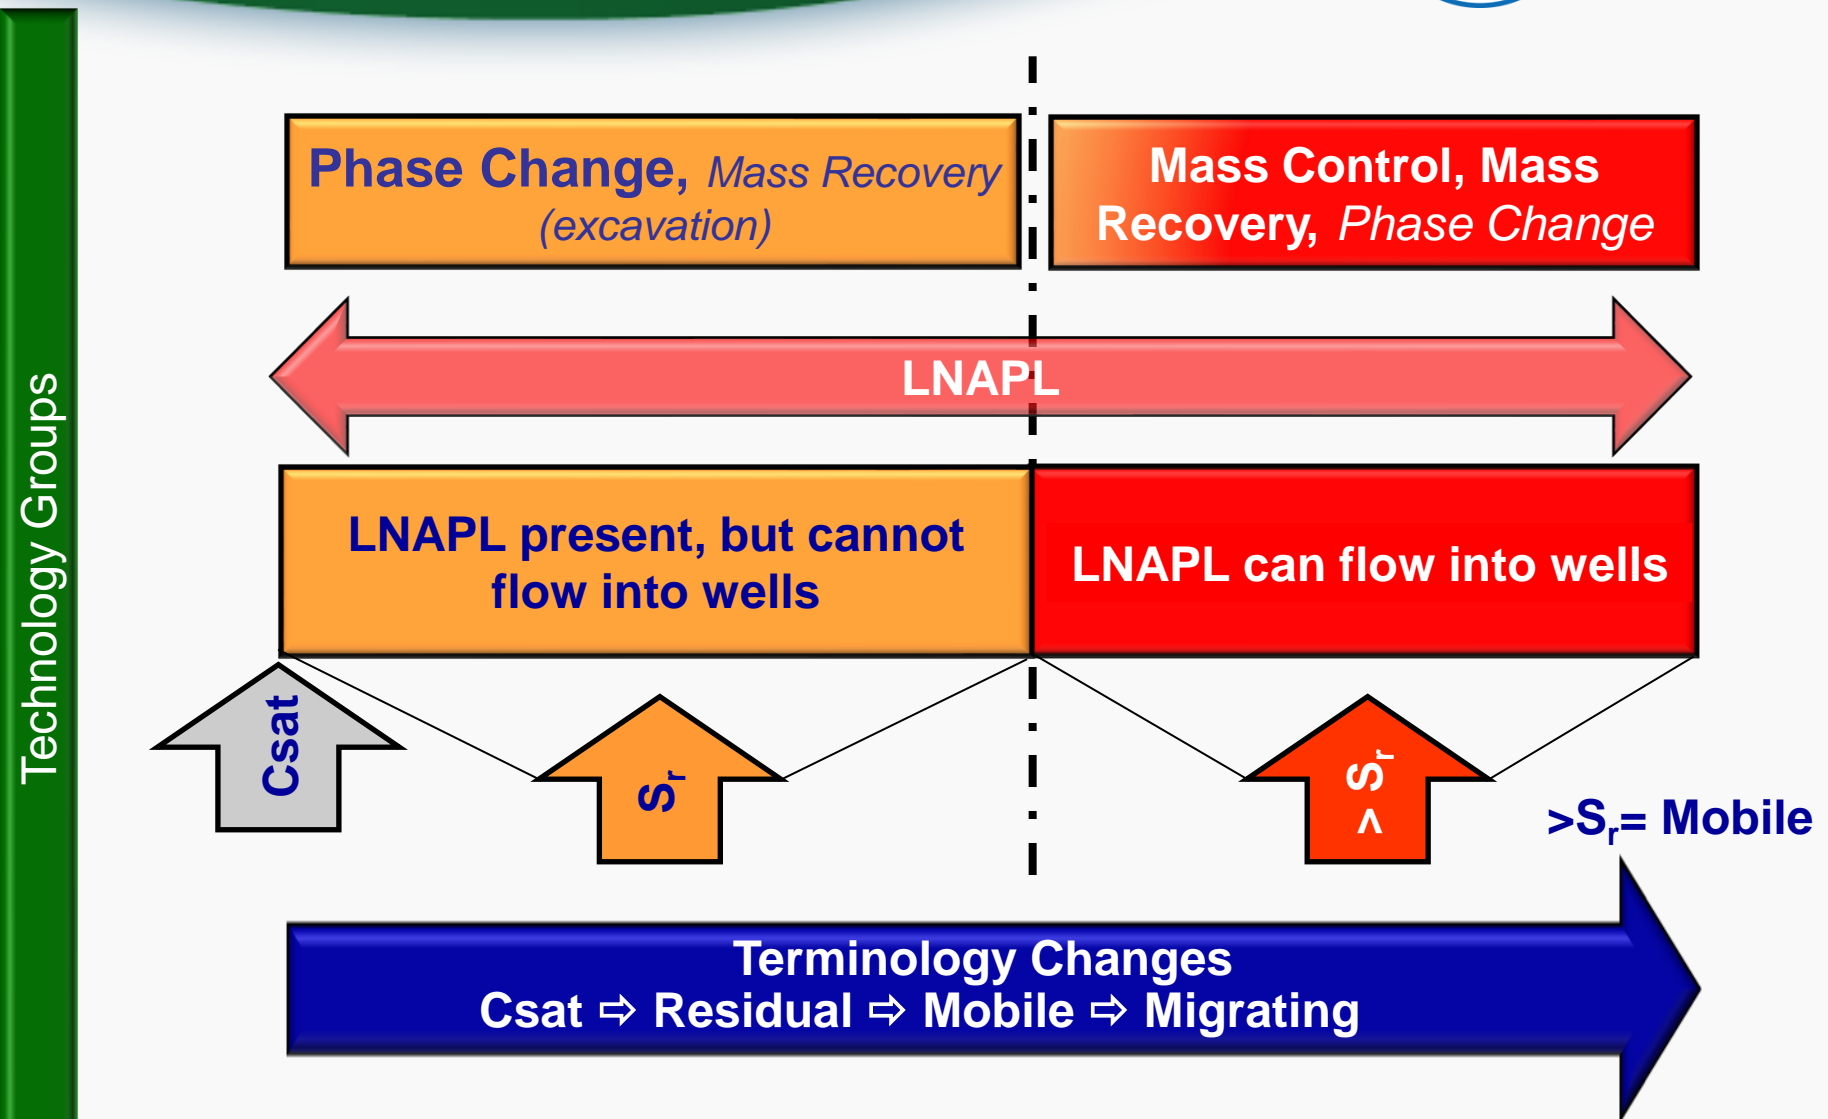 Technology Groups
Phase Change, Mass Recovery
(excavation)
Mass Control, Mass
Recovery, Phase Change
LNAPL
LNAPL present, but cannot
flow into wells
LNAPL can flow into wells
Csat
Sr
> Sr
>Sr= Mobile
Terminology Changes
Csat ⇨ Residual ⇨ Mobile ⇨ Migrating